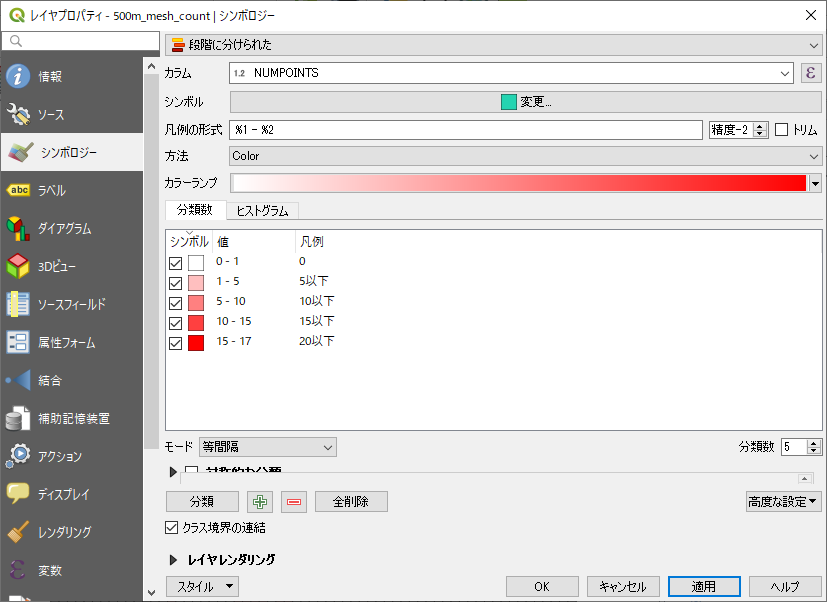 レイヤプロパティ - 500m_mesh_count | シンボロジー
情報
ソース
シンボロジー
abc ラベル
ダイアグラム
3Dビュー
ソースフィールド
属性フォーム
結合
補助記憶装置
アクション
ディスプレイ
レンダリング
変数
段階に分けられた
カラム 1.2 NUMPOINTS ε
シンボル 変更...
凡例の形式 %1 - %2 精度-2 トリム
方法 Color
カラーランプ
分類数 ヒストグラム
シンボル 値 凡例
0 - 1 0
1 - 5 5以下
5 - 10 10以下
10 - 15 15以下
15 - 17 20以下
モード 等間隔 分類数 5
対称的な分類
分類 全削除 高度な設定
クラス境界の連結
レイヤレンダリング
スタイル OK キャンセル 適用 ヘルプ